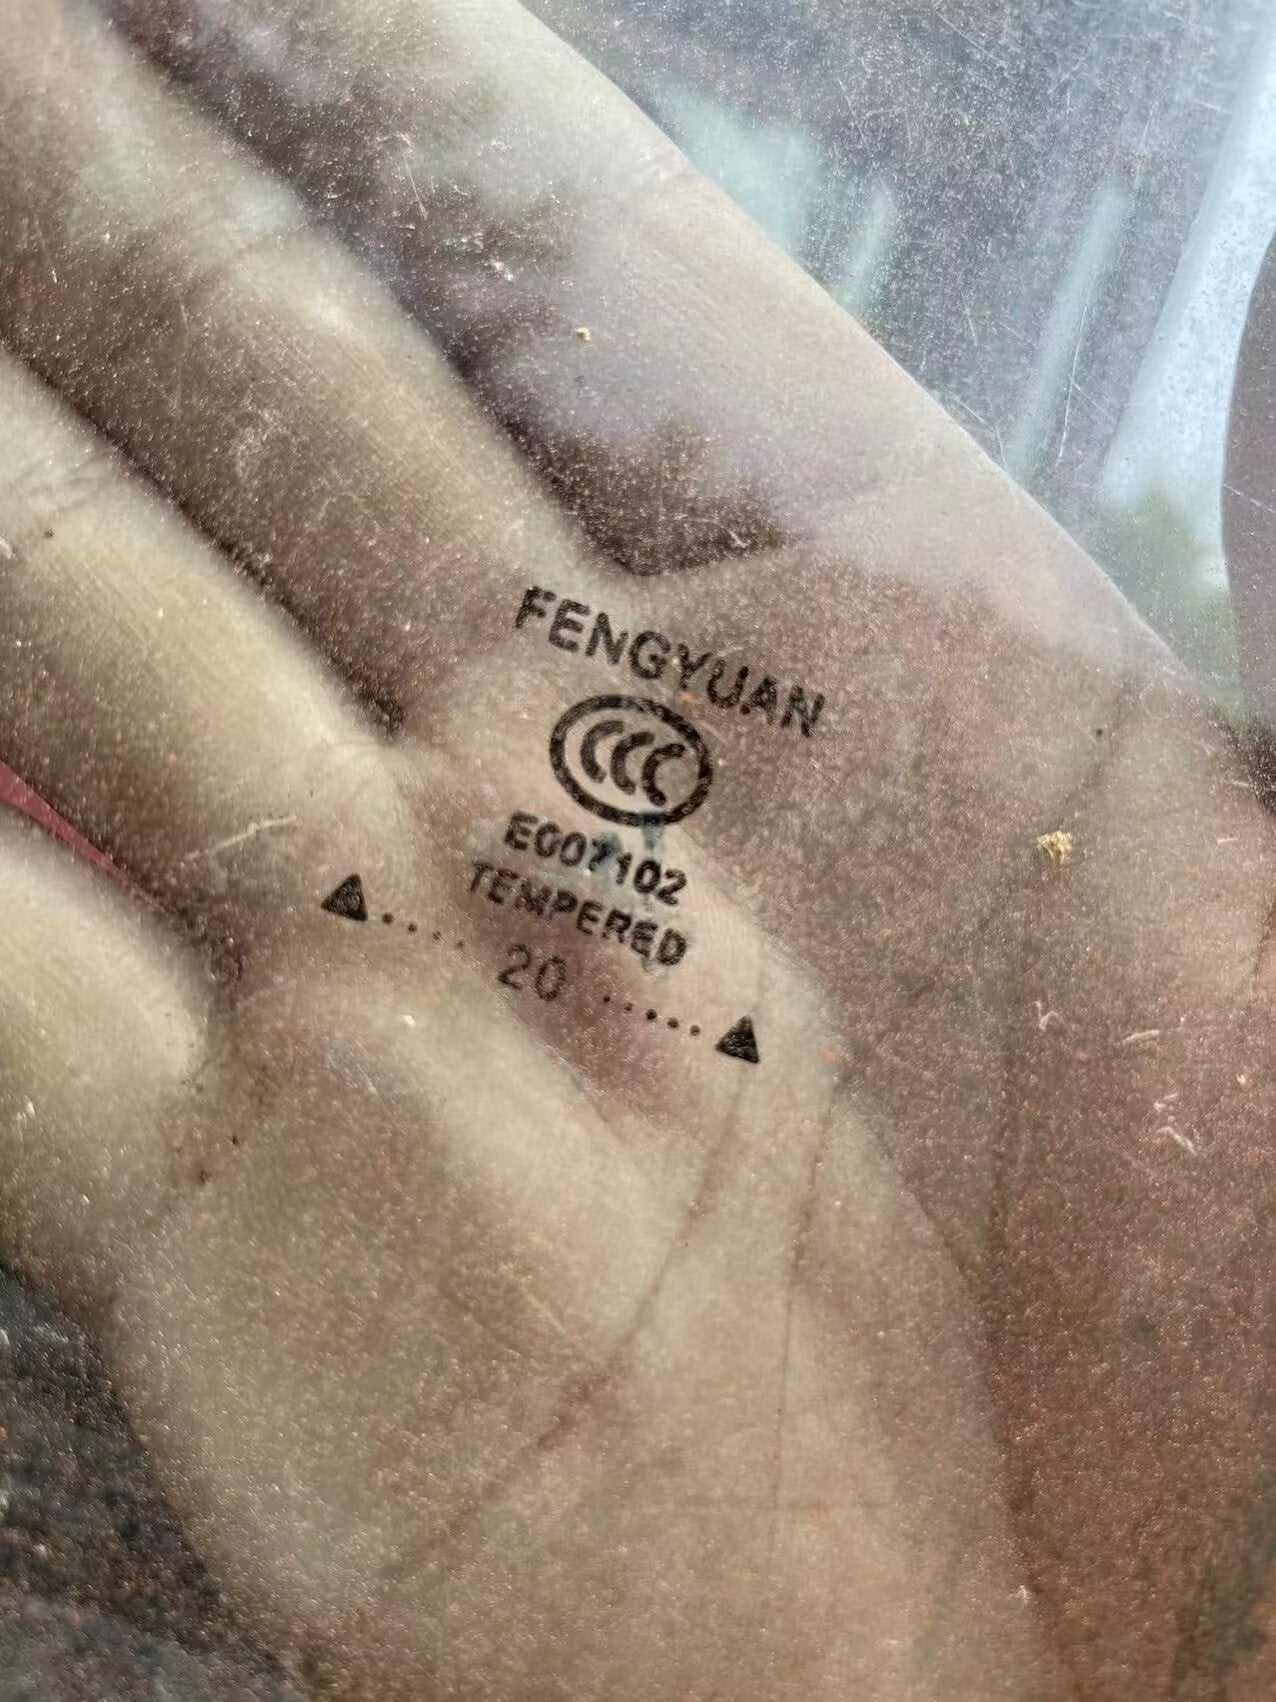 FENGYUAN
CCC
E007102
TEMPERED
▲..... 20 .....▲